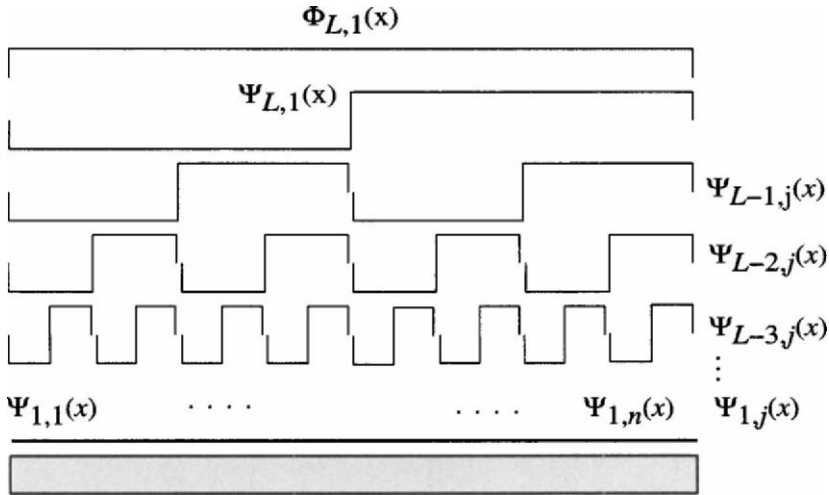 Φ_{L,1}(x)
Ψ_{L,1}(x)
Ψ_{L−1,j}(x)
Ψ_{L−2,j}(x)
Ψ_{L−3,j}(x)
⋮
Ψ_{1,1}(x) . . . . . . . . Ψ_{1,n}(x) Ψ_{1,j}(x)